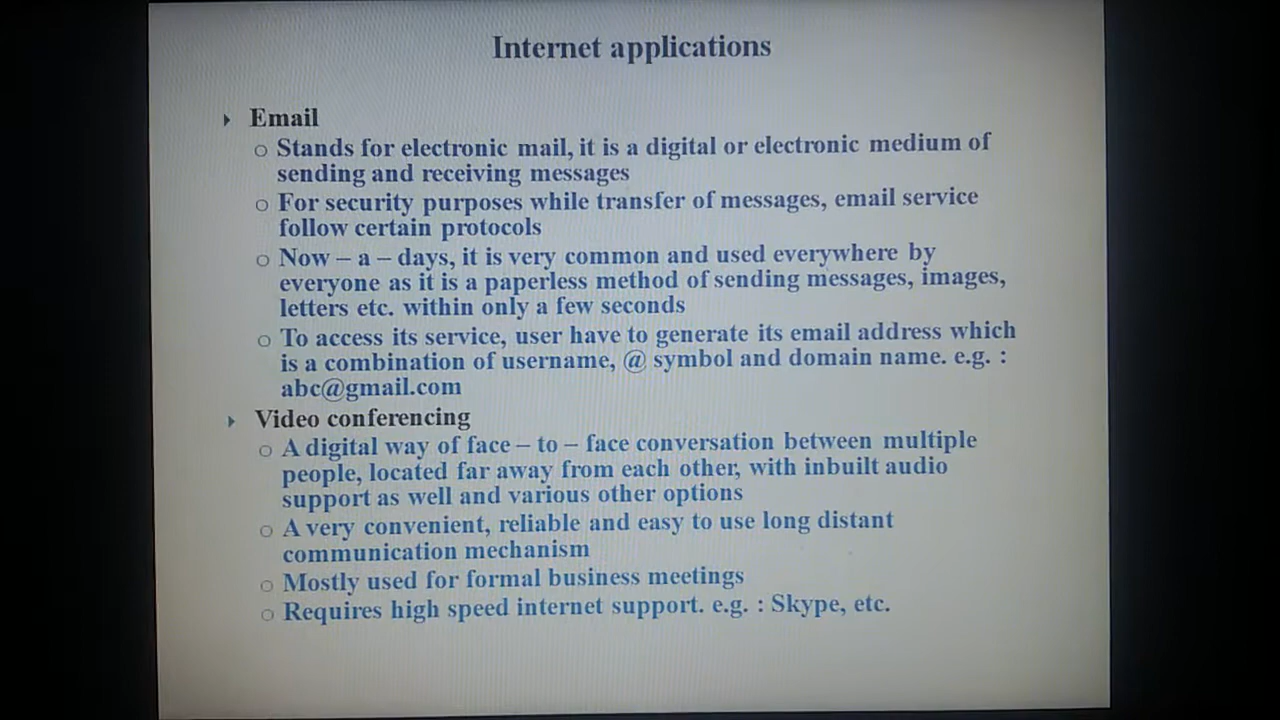 Internet applications
Email
Stands for electronic mail, it is a digital or electronic medium of
sending and receiving messages
For security purposes while transfer of messages, email service
follow certain protocols
Now – a – days, it is very common and used everywhere by
everyone as it is a paperless method of sending messages, images,
letters etc. within only a few seconds
To access its service, user have to generate its email address which
is a combination of username, @ symbol and domain name. e.g. :
abc@gmail.com
Video conferencing
A digital way of face – to – face conversation between multiple
people, located far away from each other, with inbuilt audio
support as well and various other options
A very convenient, reliable and easy to use long distant
communication mechanism
Mostly used for formal business meetings
Requires high speed internet support. e.g. : Skype, etc.